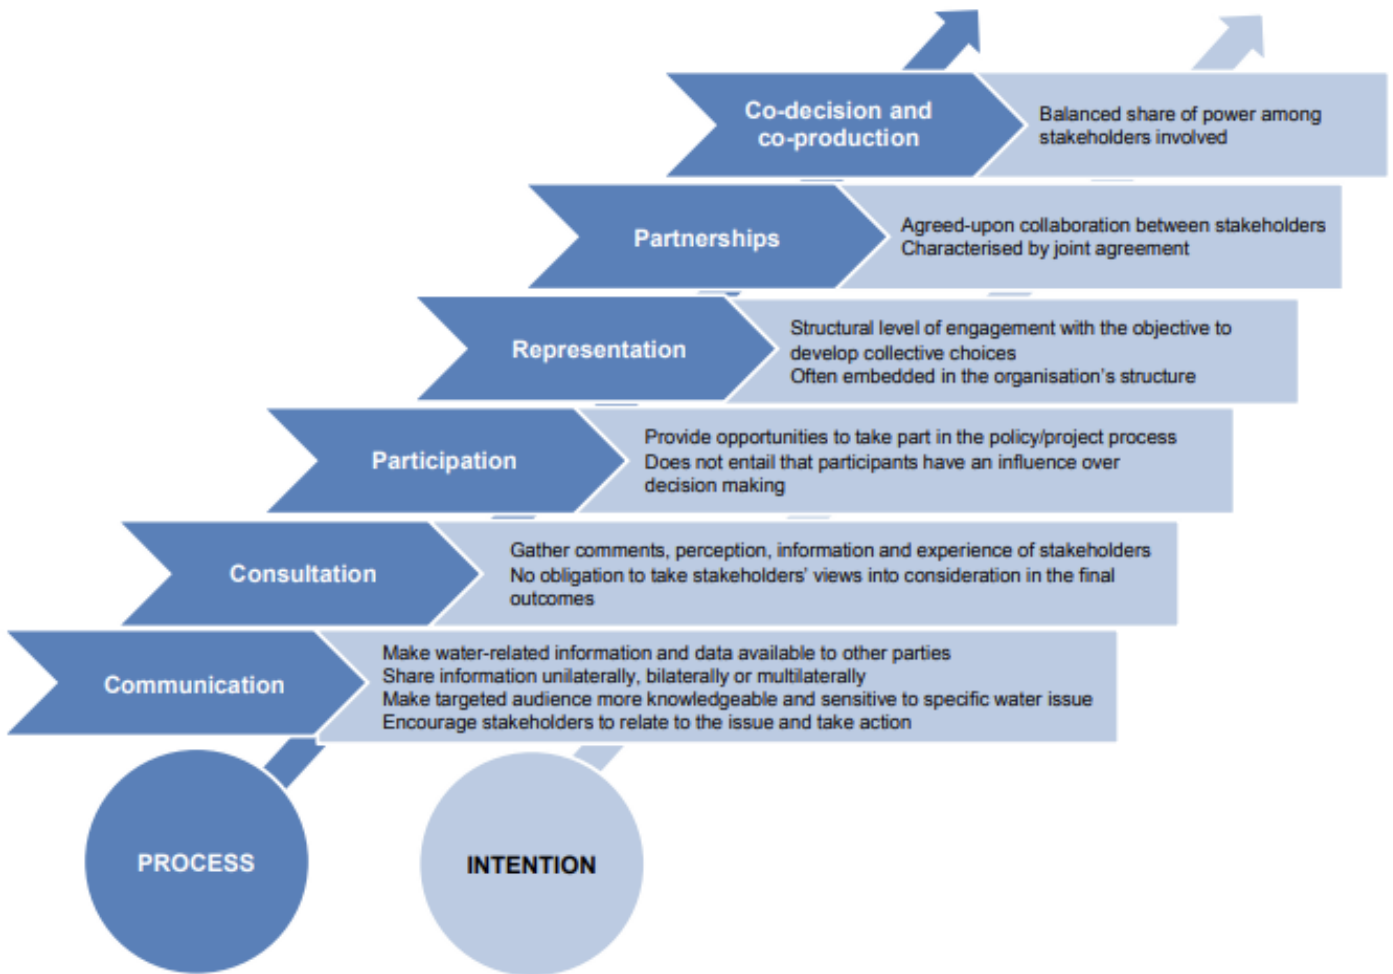 Co-decision and
co-production
Balanced share of power among
stakeholders involved
Partnerships
Agreed-upon collaboration between stakeholders
Characterised by joint agreement
Representation
Structural level of engagement with the objective to
develop collective choices
Often embedded in the organisation's structure
Participation
Provide opportunities to take part in the policy/project process
Does not entail that participants have an influence over
decision making
Consultation
Gather comments, perception, information and experience of stakeholders
No obligation to take stakeholders' views into consideration in the final
outcomes
Communication
Make water-related information and data available to other parties
Share information unilaterally, bilaterally or multilaterally
Make targeted audience more knowledgeable and sensitive to specific water issue
Encourage stakeholders to relate to the issue and take action
PROCESS
INTENTION